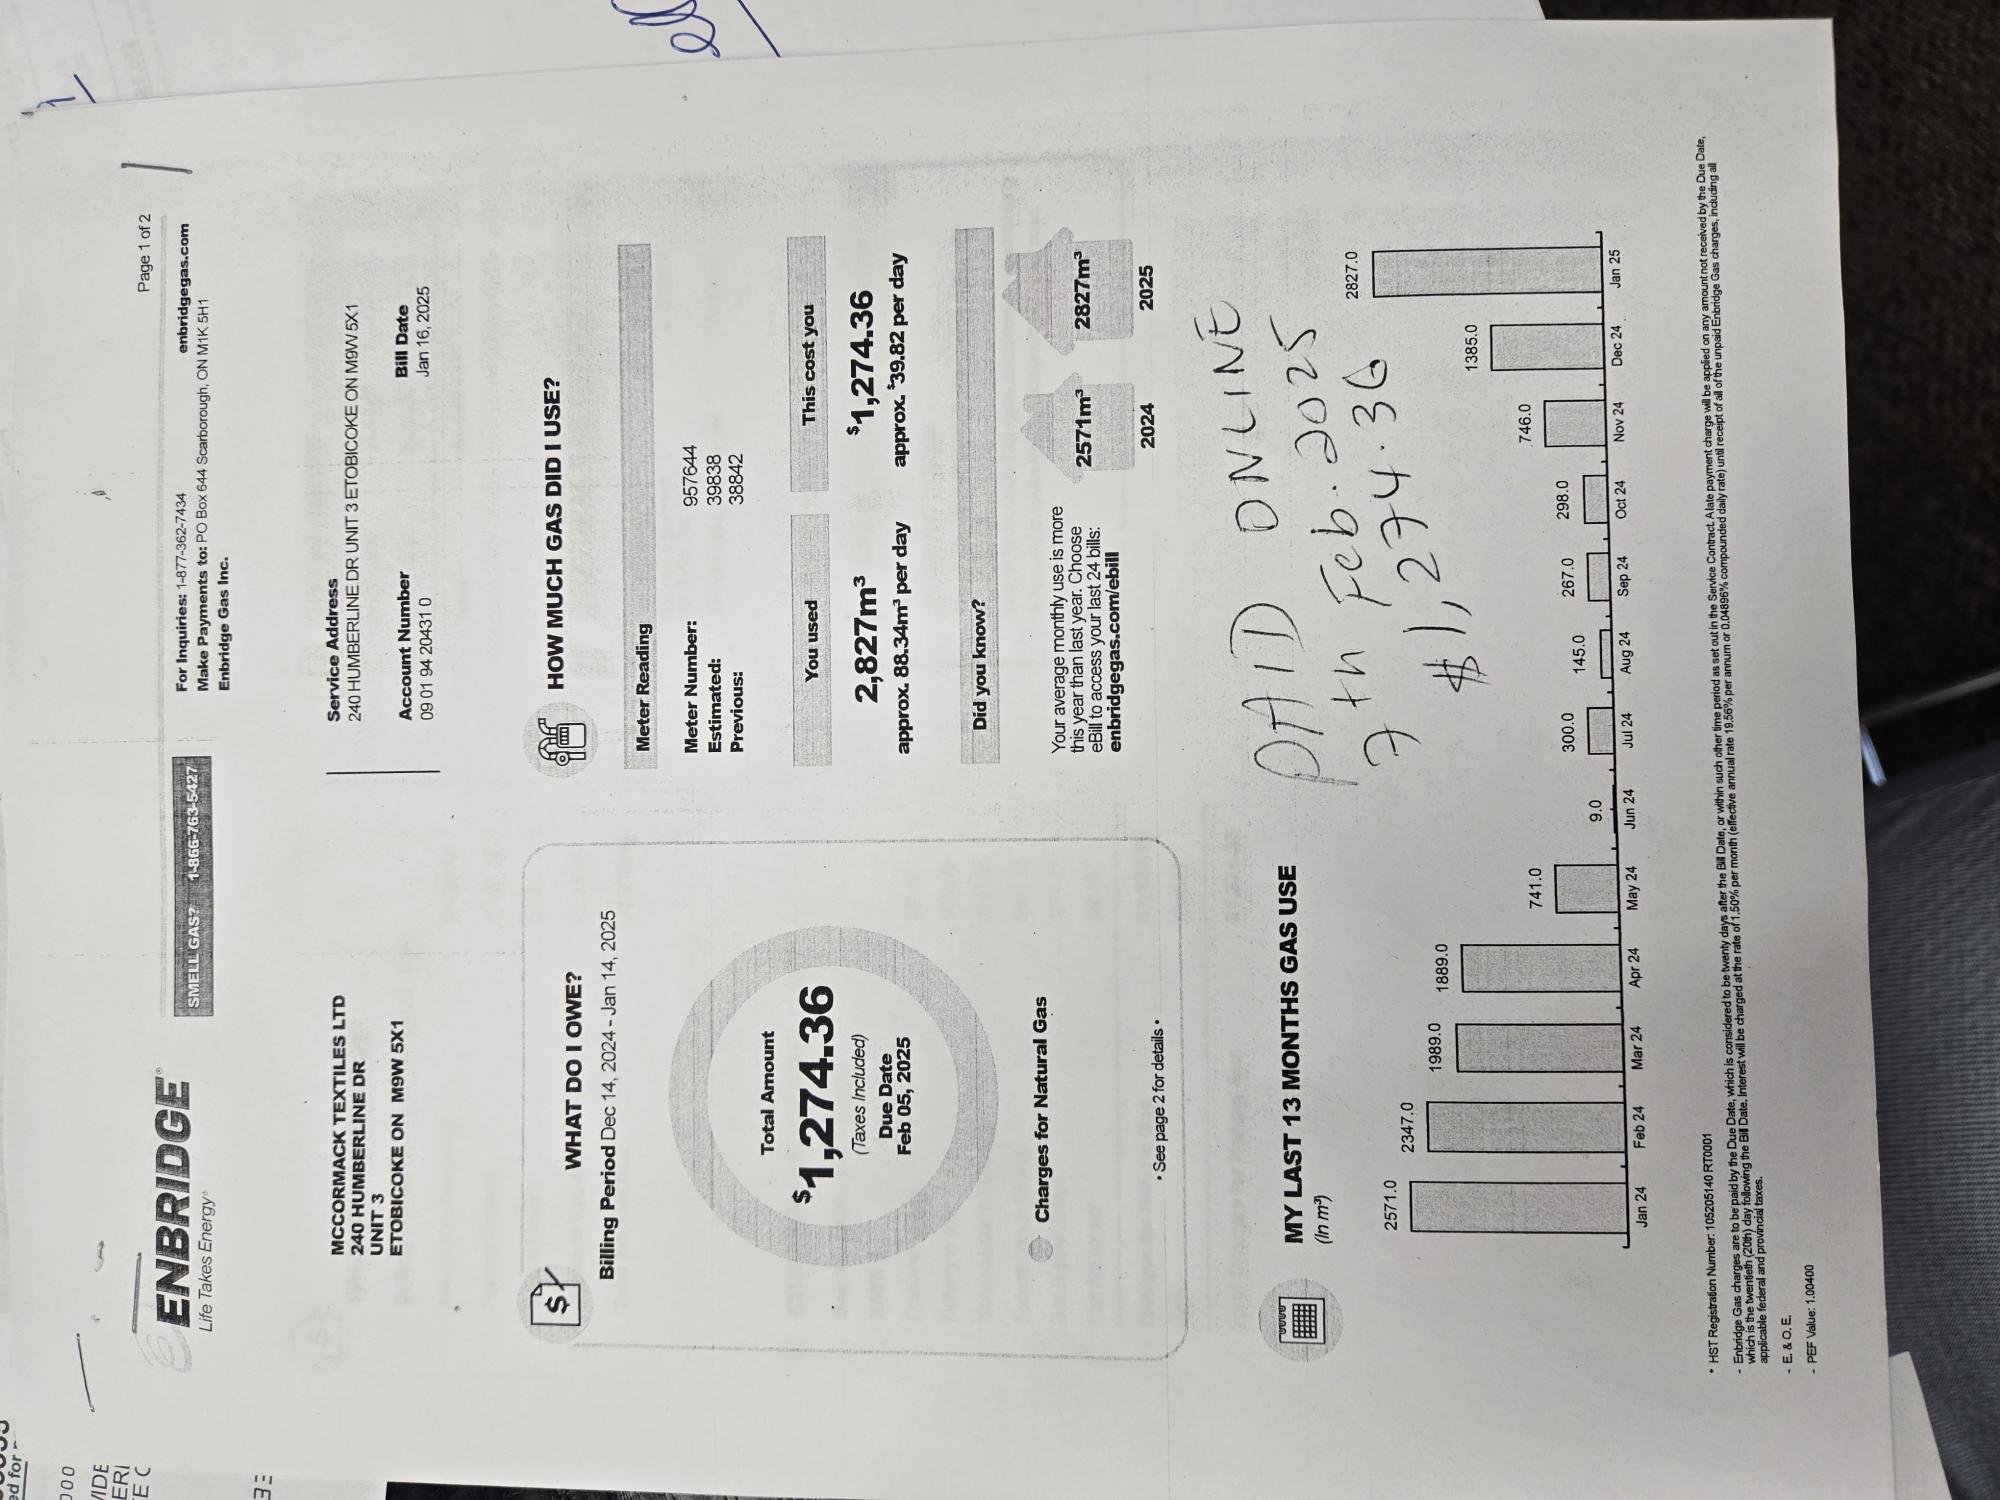 ed for
000
VIDE
ERI
E C
33
ENBRIDGE®
Life Takes Energy®
SMELL GAS? 1-866-763-5427
Page 1 of 2
For Inquiries: 1-877-362-7434 enbridgegas.com
Make Payments to: PO Box 644 Scarborough, ON M1K 5H1
Enbridge Gas Inc.
MCCORMACK TEXTILES LTD
240 HUMBERLINE DR
UNIT 3
ETOBICOKE ON M9W 5X1
Service Address
240 HUMBERLINE DR UNIT 3 ETOBICOKE ON M9W 5X1
Account Number Bill Date
09 01 94 20431 0 Jan 16, 2025
$
WHAT DO I OWE?
Billing Period Dec 14, 2024 - Jan 14, 2025
Total Amount
$1,274.36
(Taxes Included)
Due Date
Feb 05, 2025
Charges for Natural Gas
• See page 2 for details •
HOW MUCH GAS DID I USE?
Meter Reading
Meter Number: 957644
Estimated: 39838
Previous: 38842
You used This cost you
2,827m³ $1,274.36
approx. 88.34m³ per day approx. $39.82 per day
Did you know?
Your average monthly use is more
this year than last year. Choose
eBill to access your last 24 bills:
enbridgegas.com/ebill
2571m³ 2827m³
2024 2025
PAID ONLINE
7th Feb. 2025
$1,274.36
MY LAST 13 MONTHS GAS USE
(In m³)
2571.0 2347.0 1989.0 1889.0 741.0 9.0 300.0 145.0 267.0 298.0 746.0 1385.0 2827.0
Jan 24 Feb 24 Mar 24 Apr 24 May 24 Jun 24 Jul 24 Aug 24 Sep 24 Oct 24 Nov 24 Dec 24 Jan 25
* HST Registration Number: 105205140 RT0001
- Enbridge Gas charges are to be paid by the Due Date, which is considered to be twenty days after the Bill Date, or within such other time period as set out in the Service Contract. A late payment charge will be applied on any amount not received by the Due Date,
which is the twentieth (20th) day following the Bill Date. Interest will be charged at the rate of 1.50% per month (effective annual rate 19.56% per annum or 0.04896% compounded daily rate) until receipt of all of the unpaid Enbridge Gas charges, including all
applicable federal and provincial taxes.
- E. & O. E.
- PEF Value: 1.00400